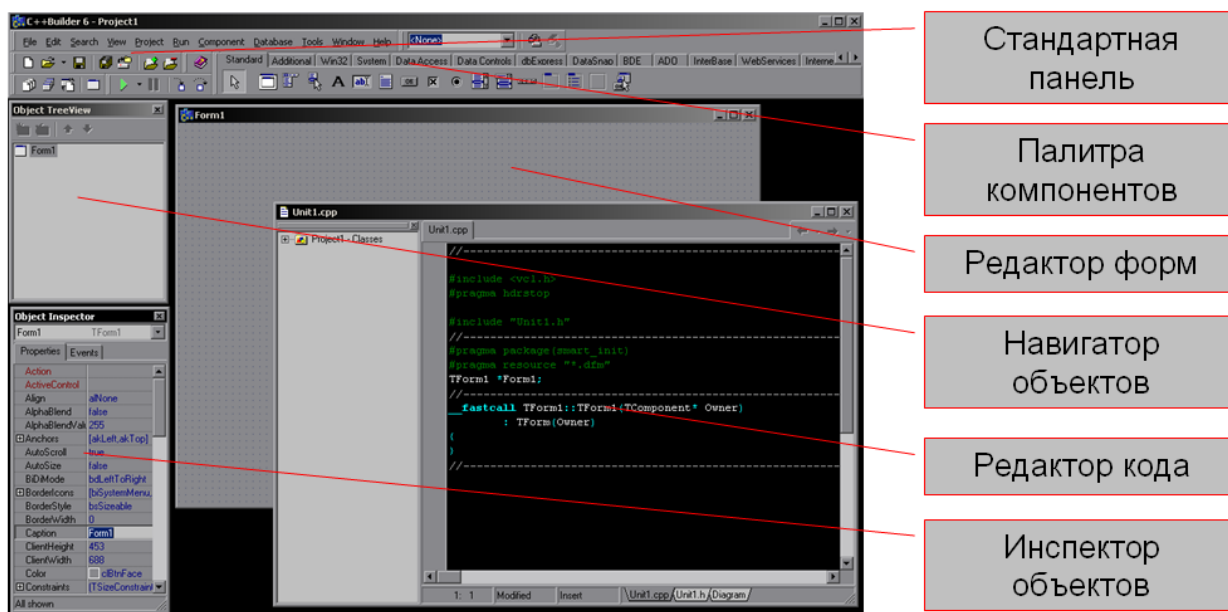 C++Builder 6 - Project1
File Edit Search View Project Run Component Database Tools Window Help <None>
Standard Additional Win32 System Data Access Data Controls dbExpress DataSnap BDE ADO InterBase WebServices Interne
Object TreeView
Form1
Form1
Unit1.cpp
Project1 - Classes
Unit1.cpp
//--------------------------------------------------
#include <vcl.h>
#pragma hdrstop
#include "Unit1.h"
//--------------------------------------------------
#pragma package(smart_init)
#pragma resource "*.dfm"
TForm1 *Form1;
//--------------------------------------------------
__fastcall TForm1::TForm1(TComponent* Owner)
: TForm(Owner)
{
}
//--------------------------------------------------
1: 1 Modified Insert Unit1.cpp Unit1.h Diagram
Object Inspector
Form1 TForm1
Properties Events
Action
ActiveControl
Align alNone
AlphaBlend false
AlphaBlendVal 255
Anchors [akLeft,akTop]
AutoScroll true
AutoSize false
BiDiMode bdLeftToRight
BorderIcons [biSystemMenu,
BorderStyle bsSizeable
BorderWidth 0
Caption Form1
ClientHeight 453
ClientWidth 688
Color clBtnFace
Constraints (TSizeConstraint
All shown
Стандартная
панель
Палитра
компонентов
Редактор форм
Навигатор
объектов
Редактор кода
Инспектор
объектов